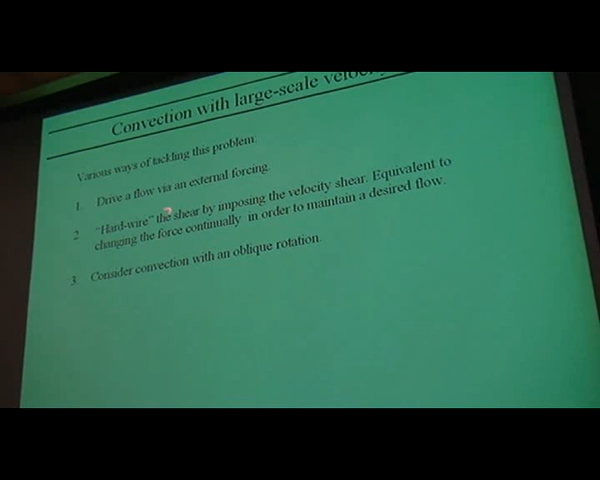 Convection with large-scale
Various ways of tackling this problem:
1. Drive a flow via an external forcing.
2 "Hard-wire" the shear by imposing the velocity shear. Equivalent to
changing the force continually in order to maintain a desired flow.
3. Consider convection with an oblique rotation.